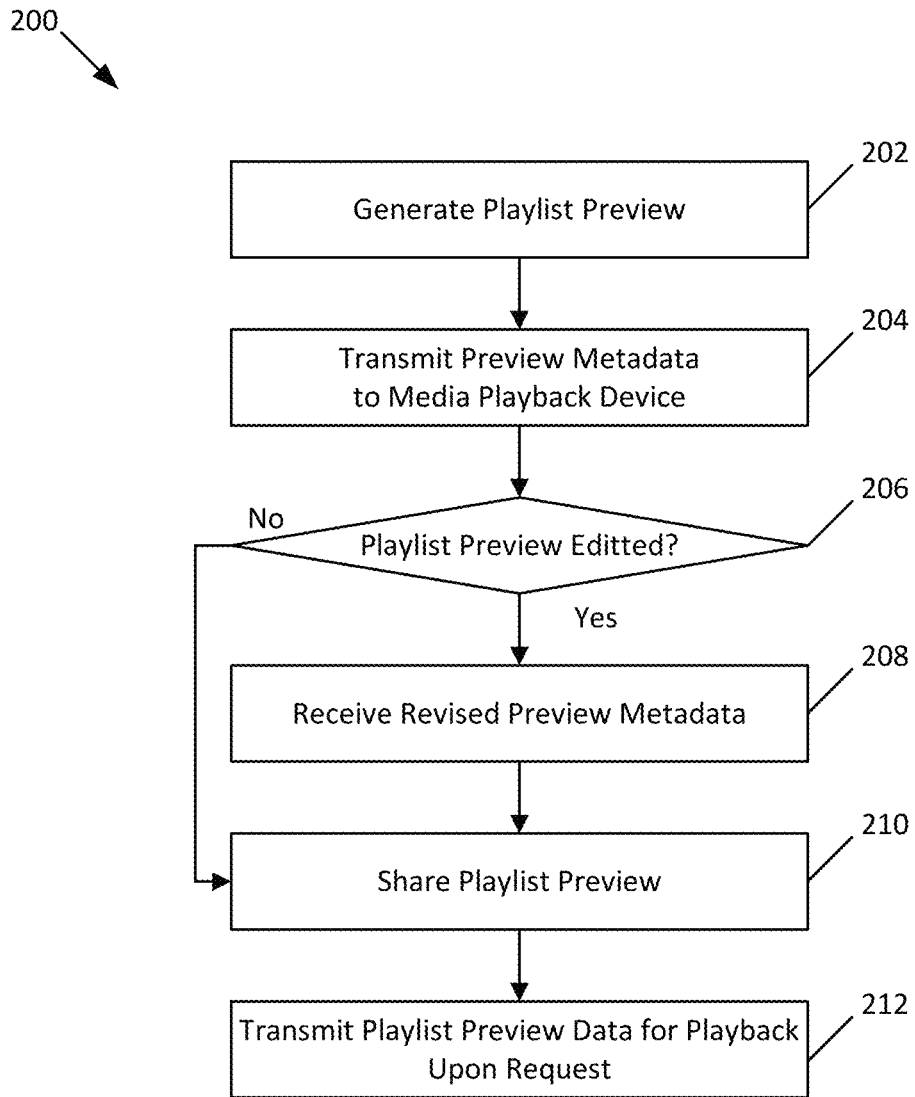 200
202
Generate Playlist Preview
204
Transmit Preview Metadata
to Media Playback Device
206
No
Playlist Preview Editted?
Yes
208
Receive Revised Preview Metadata
210
Share Playlist Preview
212
Transmit Playlist Preview Data for Playback
Upon Request